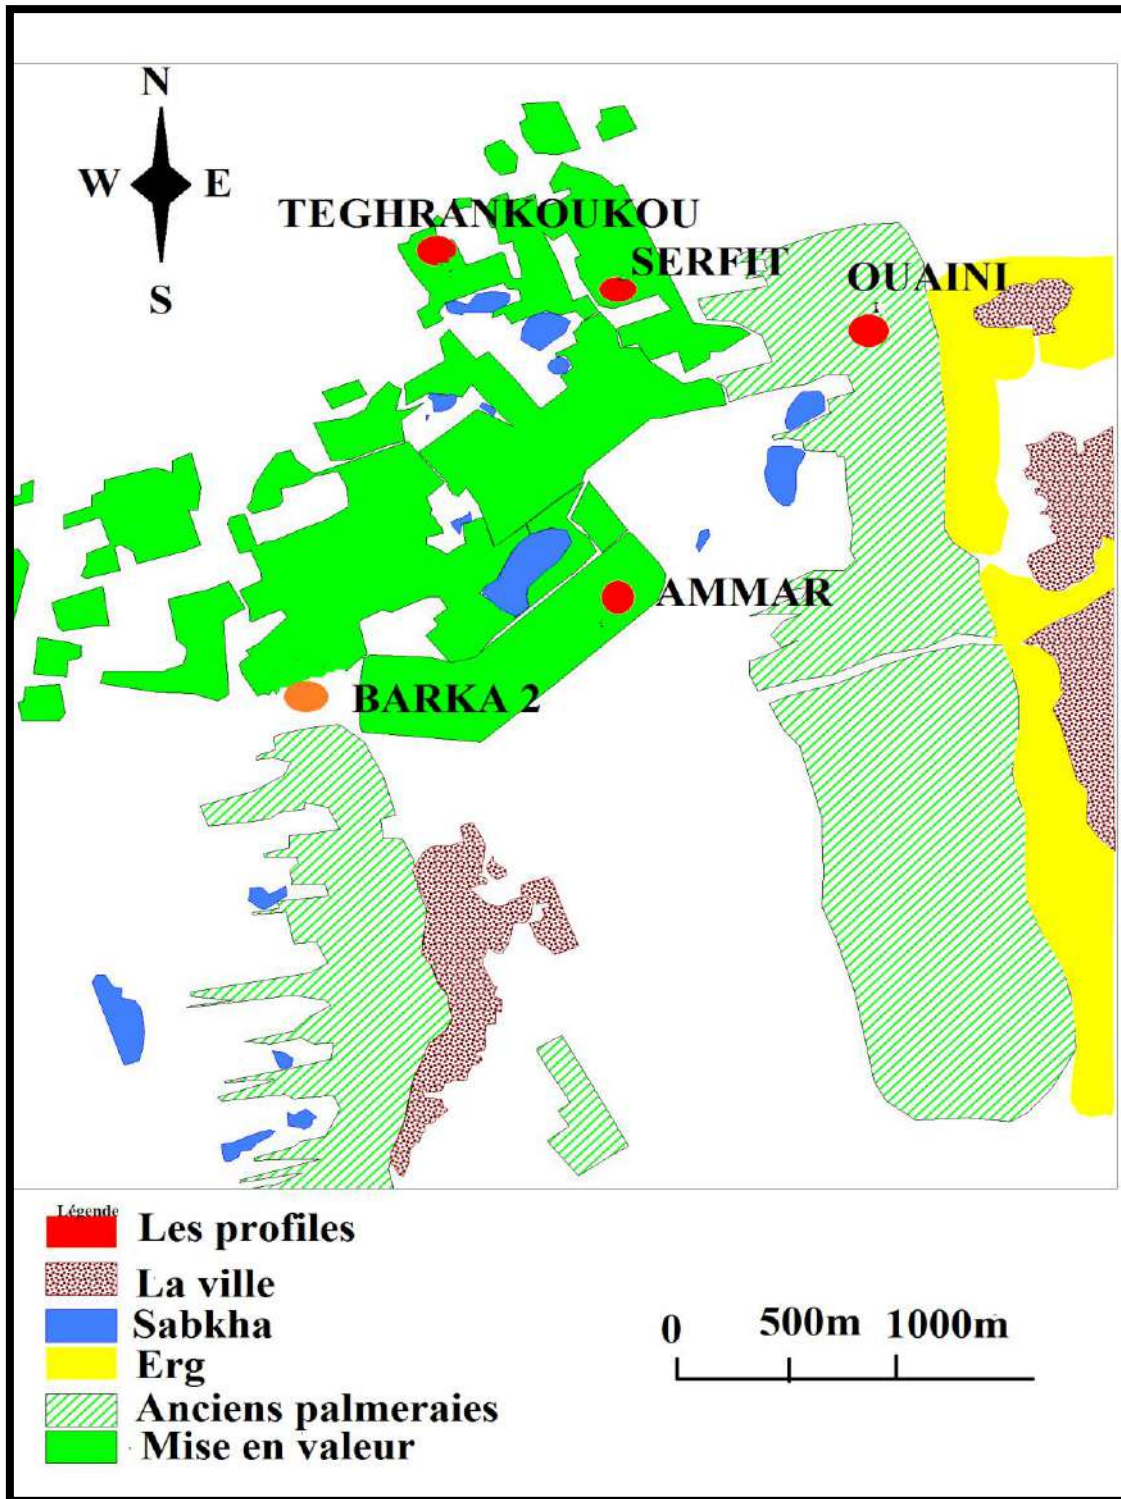 N
W E
S
TEGHRANKOUKOU
SERFIT
OUAINI
AMMAR
BARKA 2
Légende
Les profiles
La ville
Sabkha
Erg
Anciens palmeraies
Mise en valeur
0 500m 1000m